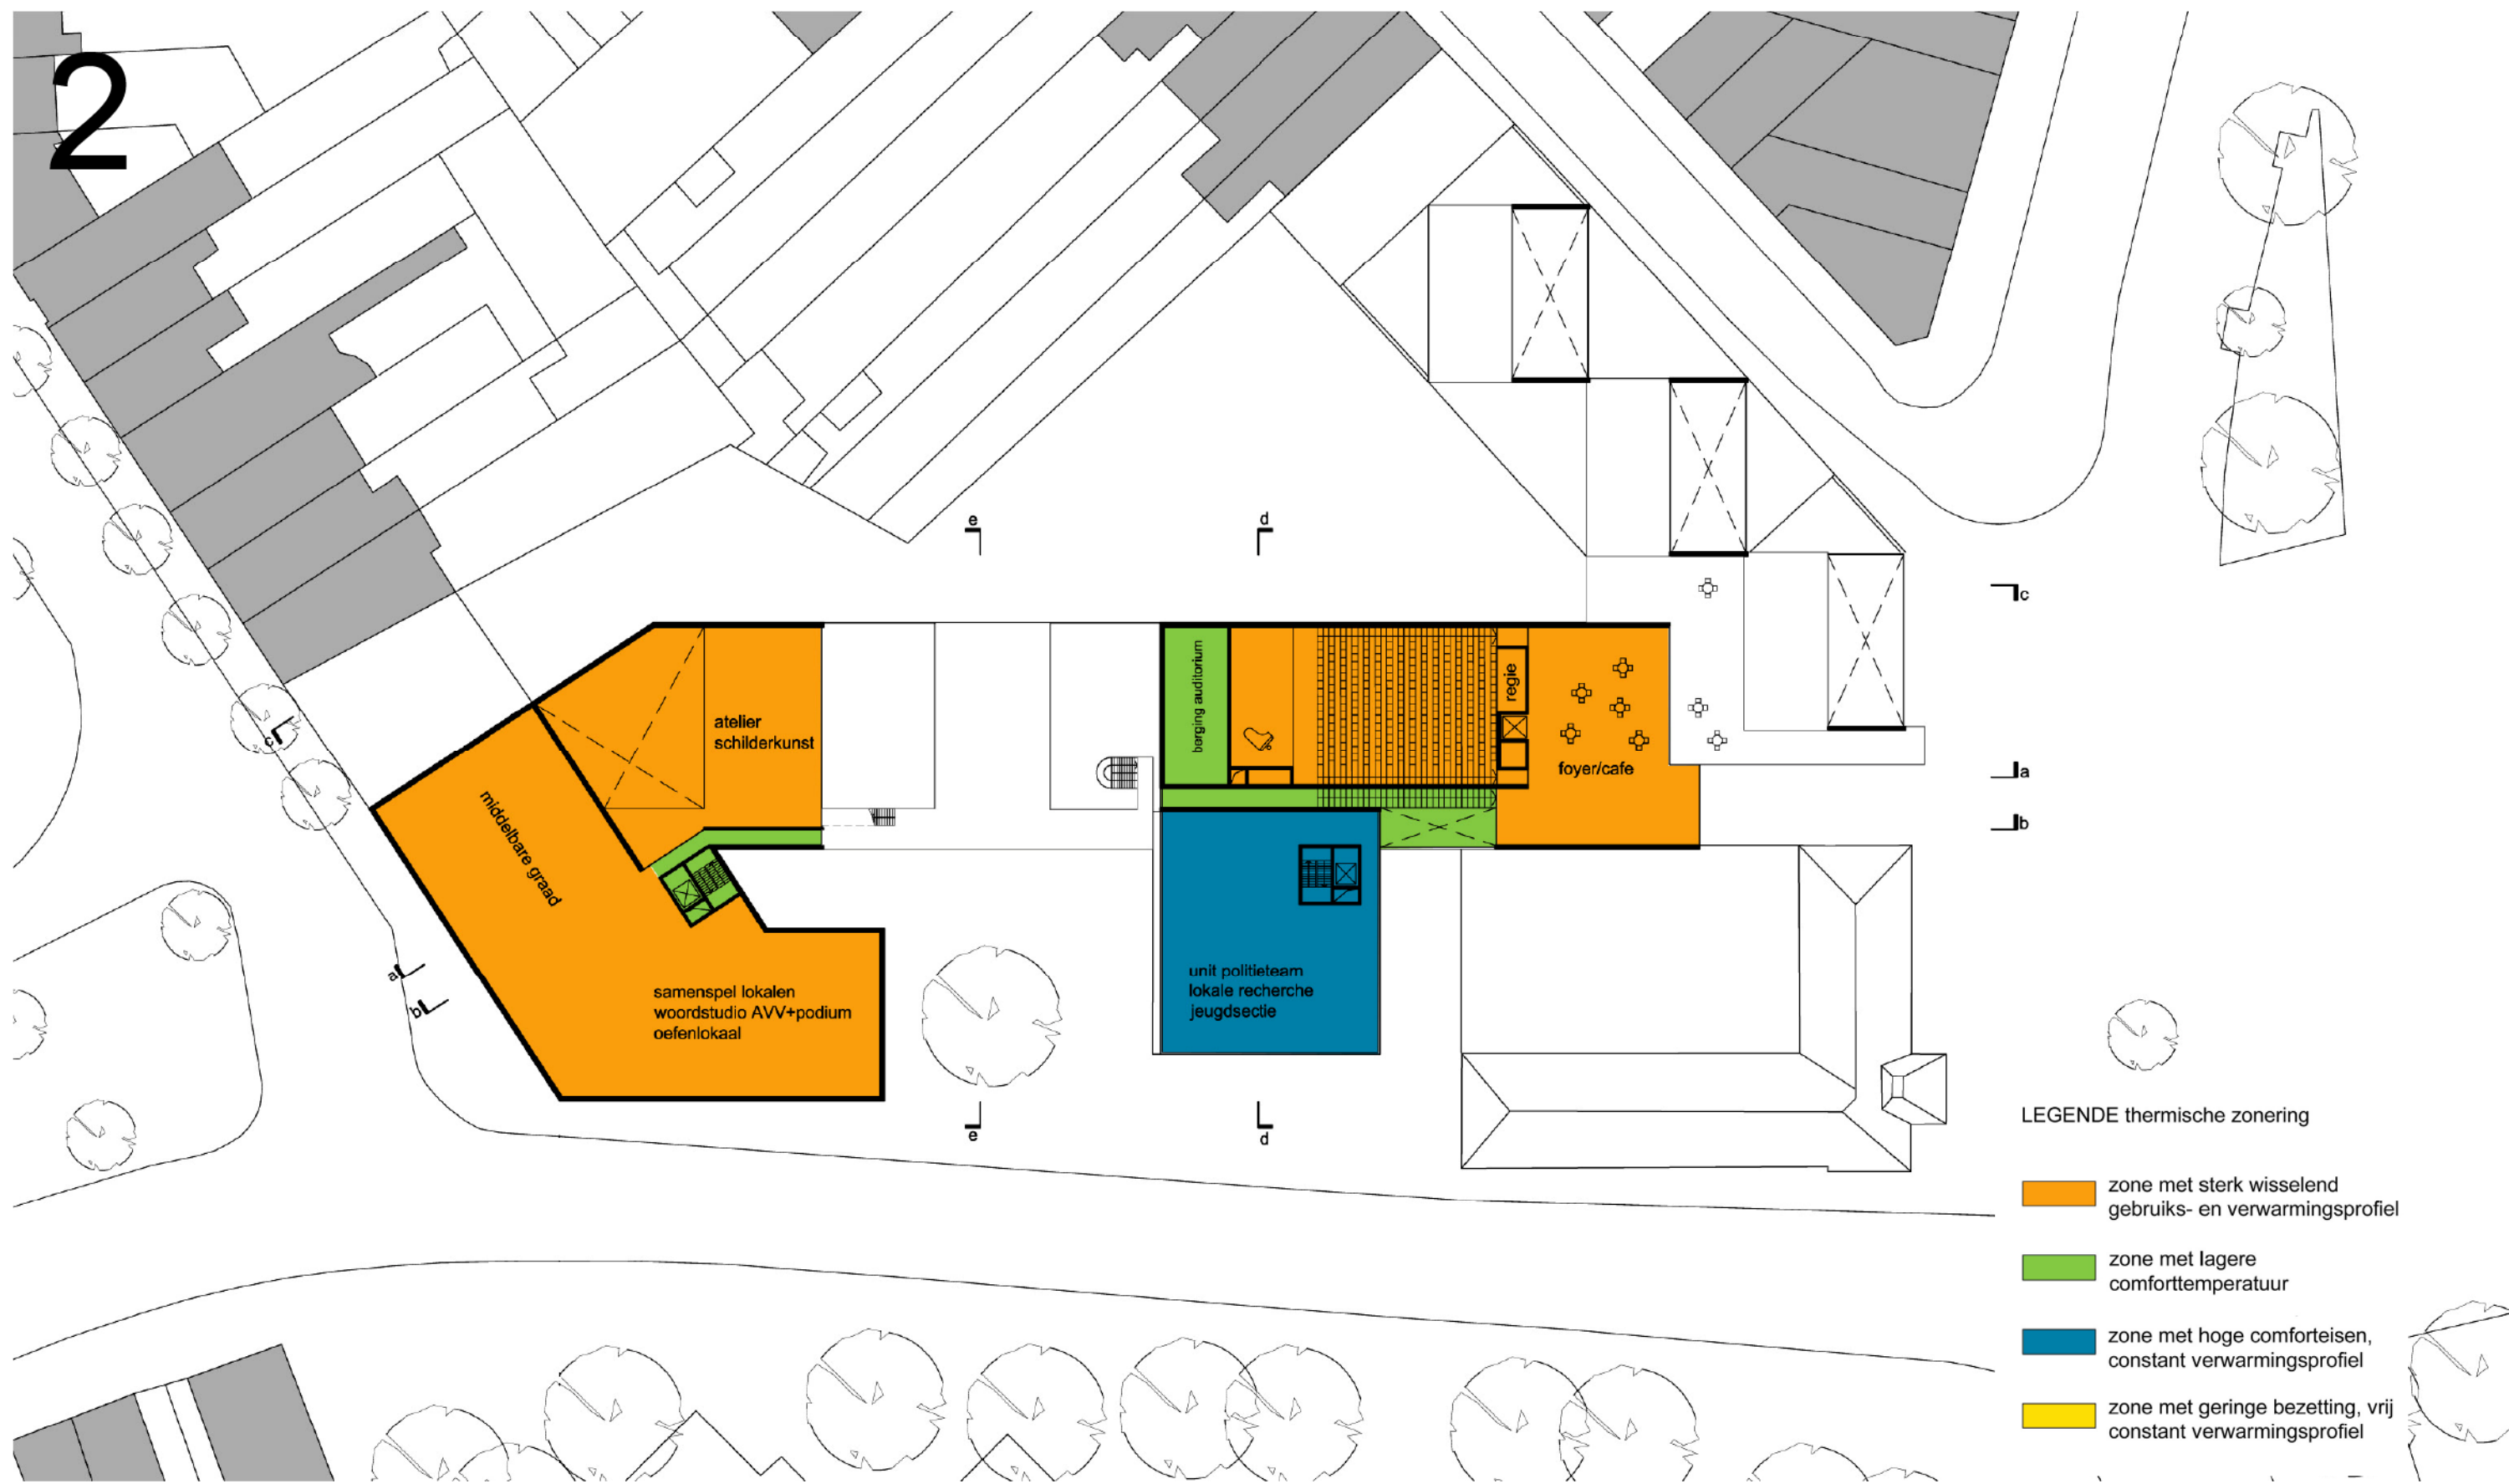 2
e
d
c
berging auditorium
regie
atelier
schilderkunst
c
foyer/cafe
a
middelbare graad
b
a
unit politieteam
lokale recherche
jeugdsectie
samenspel lokalen
woordstudio AVV+podium
oefenlokaal
b
e
d
LEGENDE thermische zonering
zone met sterk wisselend
gebruiks- en verwarmingsprofiel
zone met lagere
comforttemperatuur
zone met hoge comforteisen,
constant verwarmingsprofiel
zone met geringe bezetting, vrij
constant verwarmingsprofiel